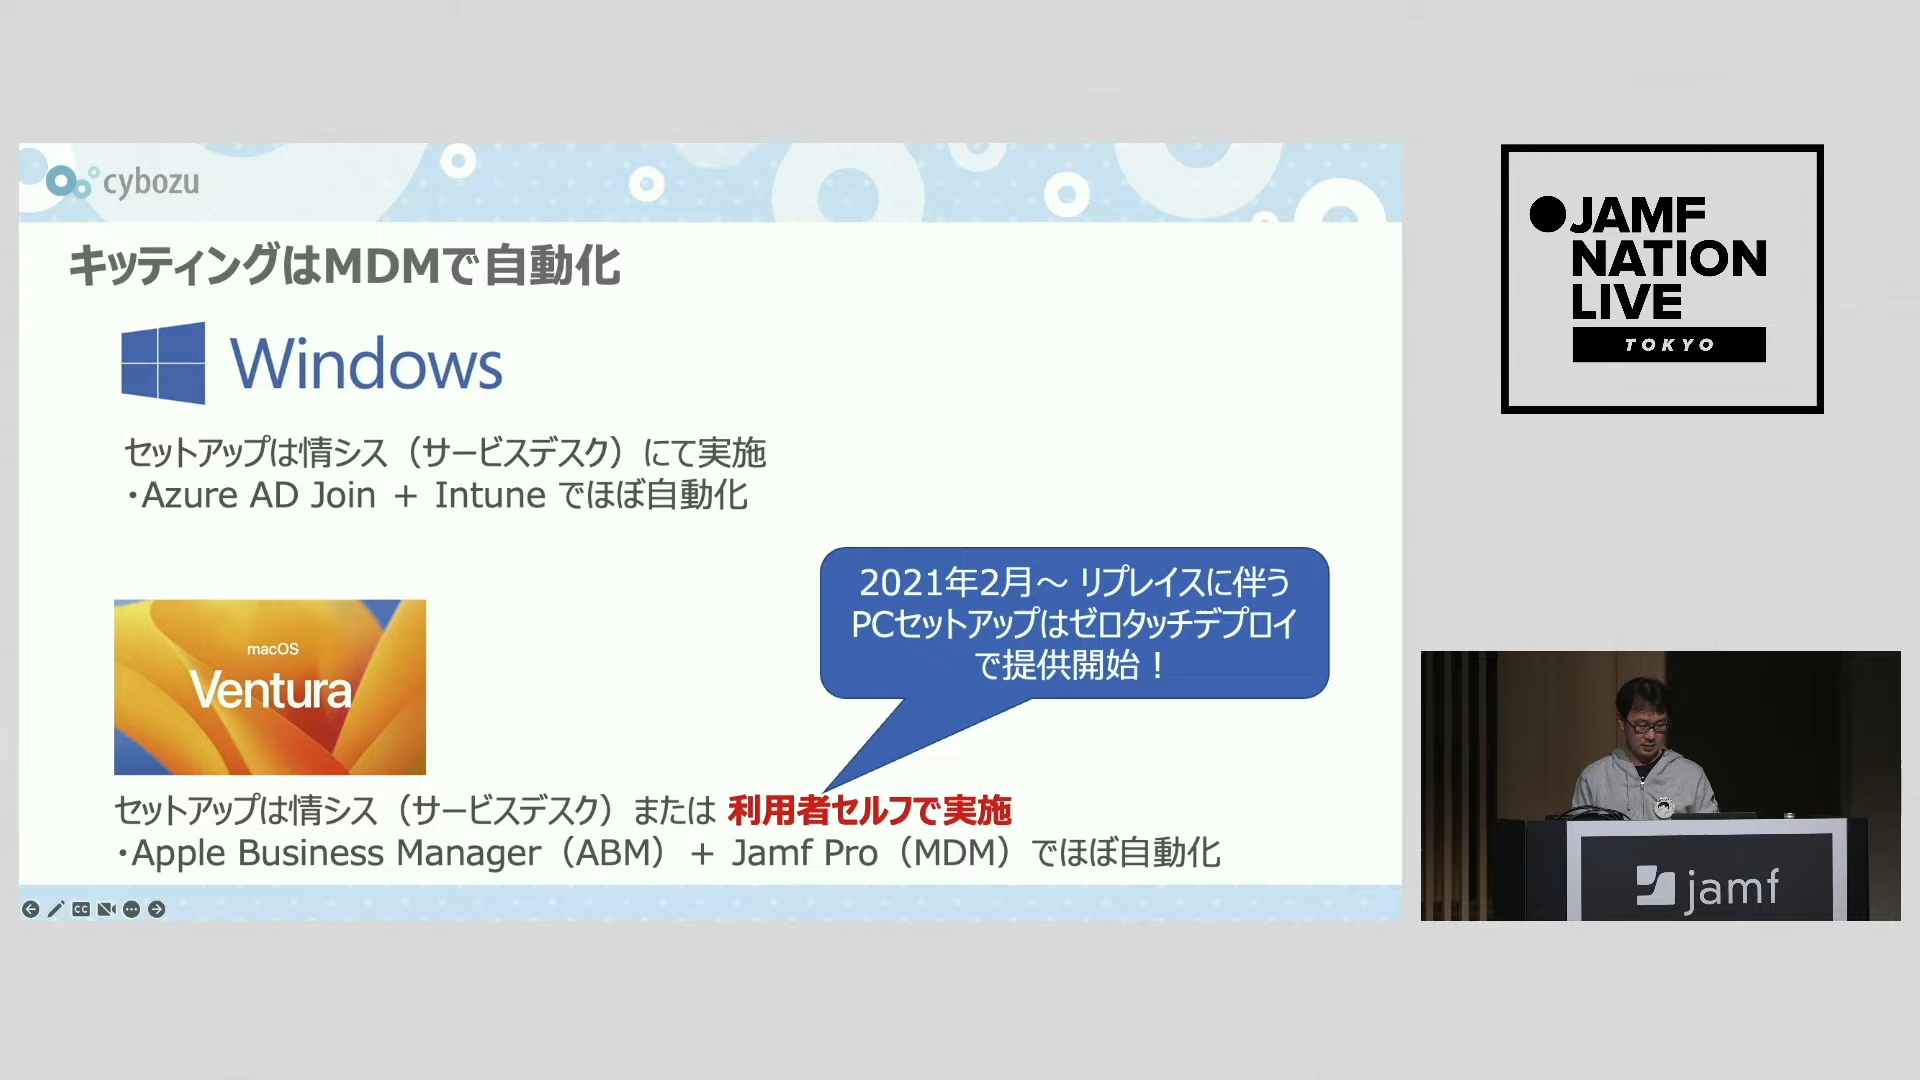 cybozu
キッティングはMDMで自動化
Windows
セットアップは情シス（サービスデスク）にて実施
・Azure AD Join ＋ Intune でほぼ自動化
2021年2月～ リプレイスに伴う
PCセットアップはゼロタッチデプロイ
で提供開始！
macOS
Ventura
セットアップは情シス（サービスデスク）または 利用者セルフで実施
・Apple Business Manager（ABM）＋ Jamf Pro（MDM）でほぼ自動化
CC
JAMF
NATION
LIVE
TOKYO
jamf